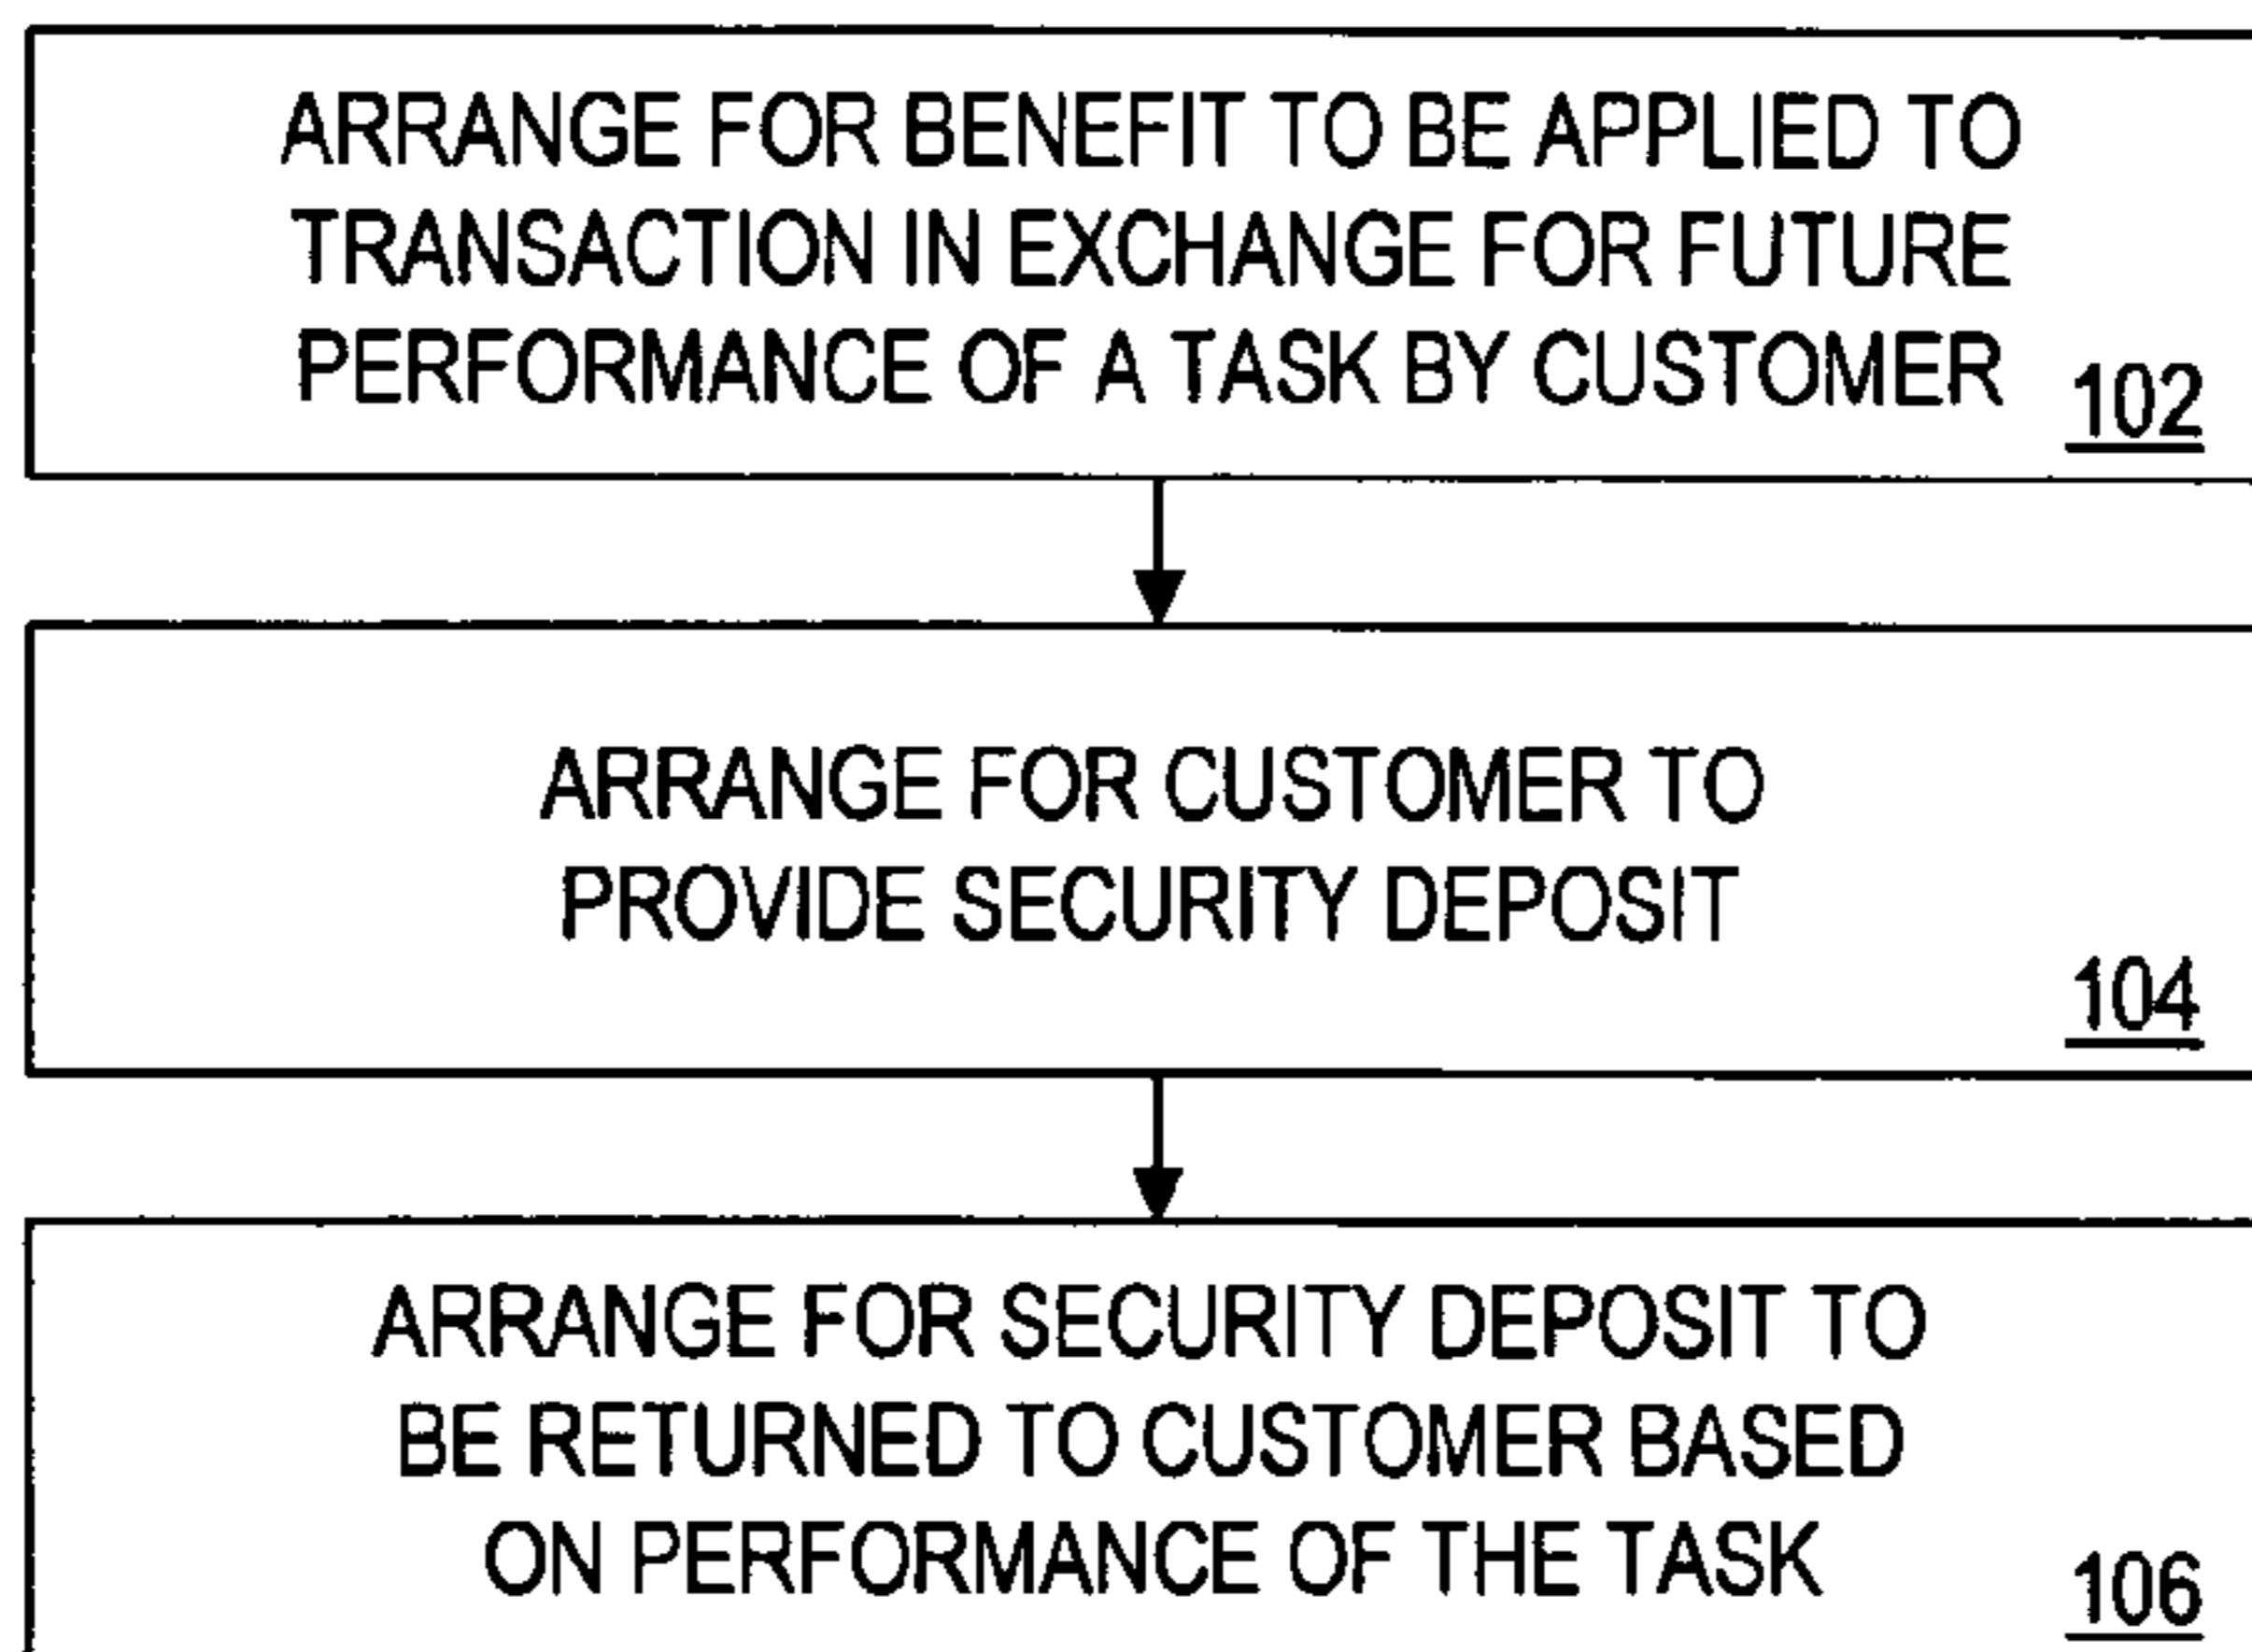 ARRANGE FOR BENEFIT TO BE APPLIED TO
TRANSACTION IN EXCHANGE FOR FUTURE
PERFORMANCE OF A TASK BY CUSTOMER
102
ARRANGE FOR CUSTOMER TO
PROVIDE SECURITY DEPOSIT
104
ARRANGE FOR SECURITY DEPOSIT TO
BE RETURNED TO CUSTOMER BASED
ON PERFORMANCE OF THE TASK
106